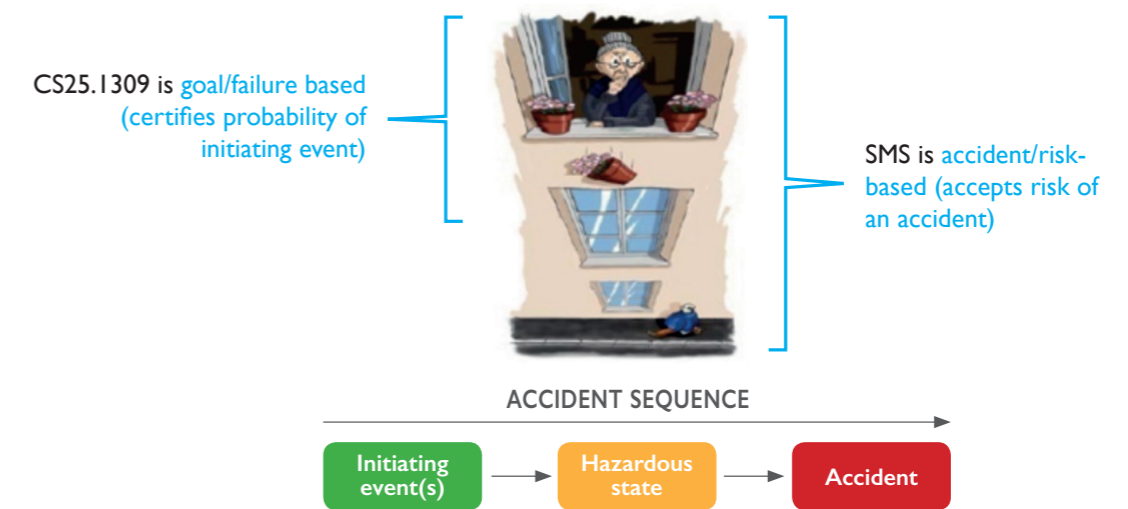 CS25.1309 is goal/failure based
(certifies probability of
initiating event)
SMS is accident/risk-
based (accepts risk of
an accident)
ACCIDENT SEQUENCE
Initiating
event(s)
Hazardous
state
Accident